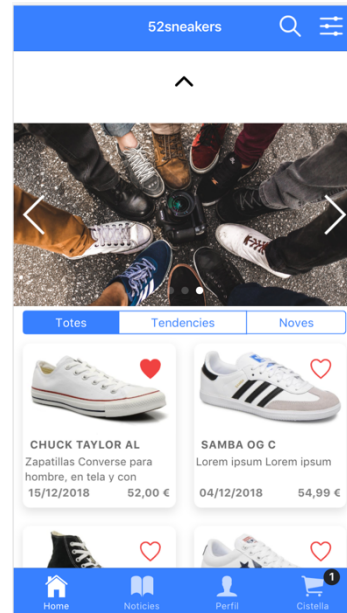 52sneakers
Totes Tendencies Noves
CHUCK TAYLOR AL
Zapatillas Converse para
hombre, en tela y con
15/12/2018 52,00 €
SAMBA OG C
Lorem ipsum Lorem ipsum
04/12/2018 54,99 €
1
Home Noticies Perfil Cistella